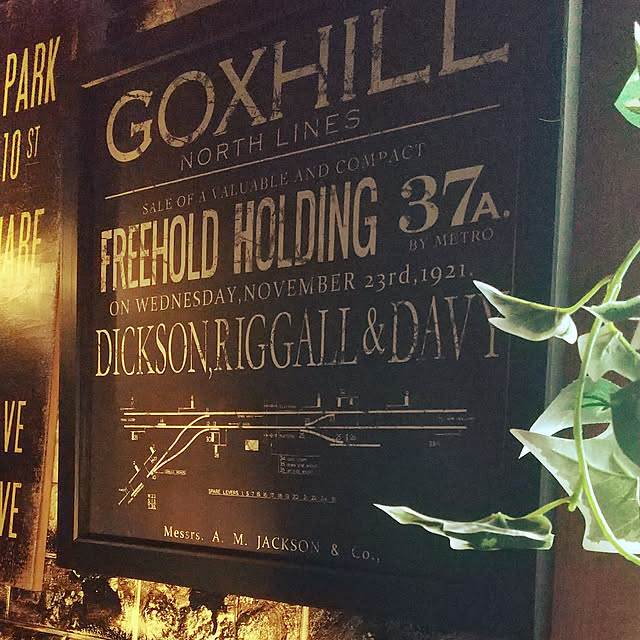 PARK
10 ST
VE
VE
GOXHILL
NORTH LINES
SALE OF A VALUABLE AND COMPACT
FREEHOLD HOLDING 37A.
BY METRO
ON WEDNESDAY, NOVEMBER 23rd, 1921.
DICKSON, RIGGALL & DAVY
SPARE LEVERS
Messrs. A. M. JACKSON & Co.,